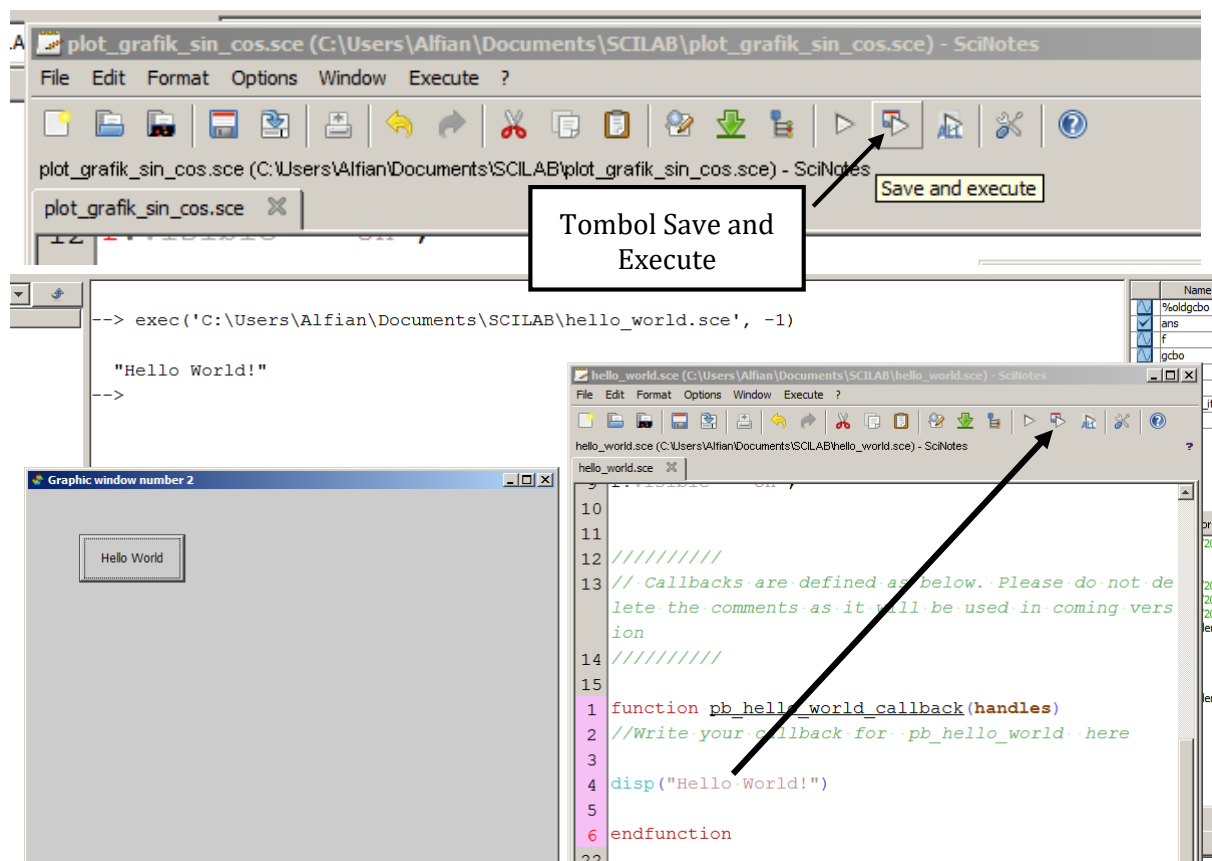 plot_grafik_sin_cos.sce (C:\Users\Alfian\Documents\SCILAB\plot_grafik_sin_cos.sce) - SciNotes
File Edit Format Options Window Execute ?
plot_grafik_sin_cos.sce (C:\Users\Alfian\Documents\SCILAB\plot_grafik_sin_cos.sce) - SciNotes
Save and execute
plot_grafik_sin_cos.sce
Tombol Save and
Execute
12
Name
--> exec('C:\Users\Alfian\Documents\SCILAB\hello_world.sce', -1)
%oldgcbo
ans
f
gcbo
"Hello World!"
-->
hello_world.sce (C:\Users\Alfian\Documents\SCILAB\hello_world.sce) - SciNotes
File Edit Format Options Window Execute ?
hello_world.sce (C:\Users\Alfian\Documents\SCILAB\hello_world.sce) - SciNotes
?
hello_world.sce
Graphic window number 2
Hello World
10
11
12 //////////
13 // Callbacks are defined as below. Please do not de
lete the comments as it will be used in coming vers
ion
14 //////////
15
1 function pb_hello_world_callback(handles)
2 //Write your callback for pb_hello_world here
3
4 disp("Hello World!")
5
6 endfunction
22